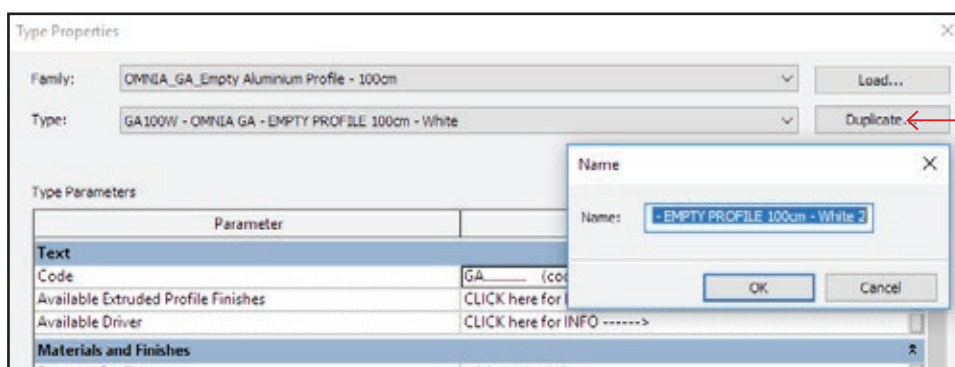 Type Properties
Family: OMNIA_GA_Empty Aluminium Profile - 100cm Load...
Type: GA100W - OMNIA GA - EMPTY PROFILE 100cm - White Duplicate.
Name
Name: - EMPTY PROFILE 100cm - White 2
OK Cancel
Type Parameters
Parameter
Text
Code GA____ (cod
Available Extruded Profile Finishes CLICK here for I
Available Driver CLICK here for INFO ------>
Materials and Finishes